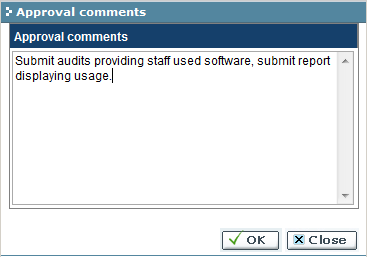 Approval comments
Approval comments
Submit audits providing staff used software, submit report
displaying usage.
OK
Close